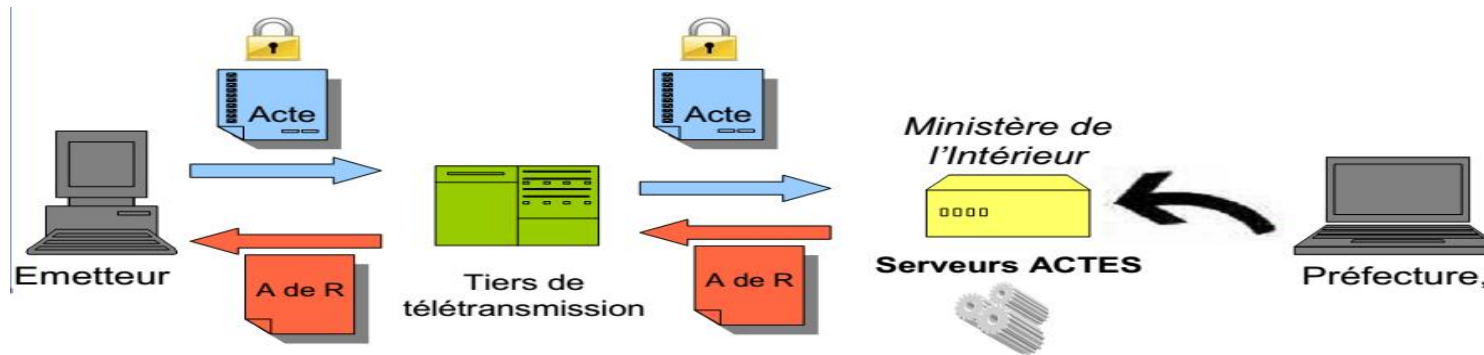 Acte
Acte
Ministère de
l'Intérieur
Emetteur
A de R
Tiers de
télétransmission
A de R
Serveurs ACTES
Préfecture,